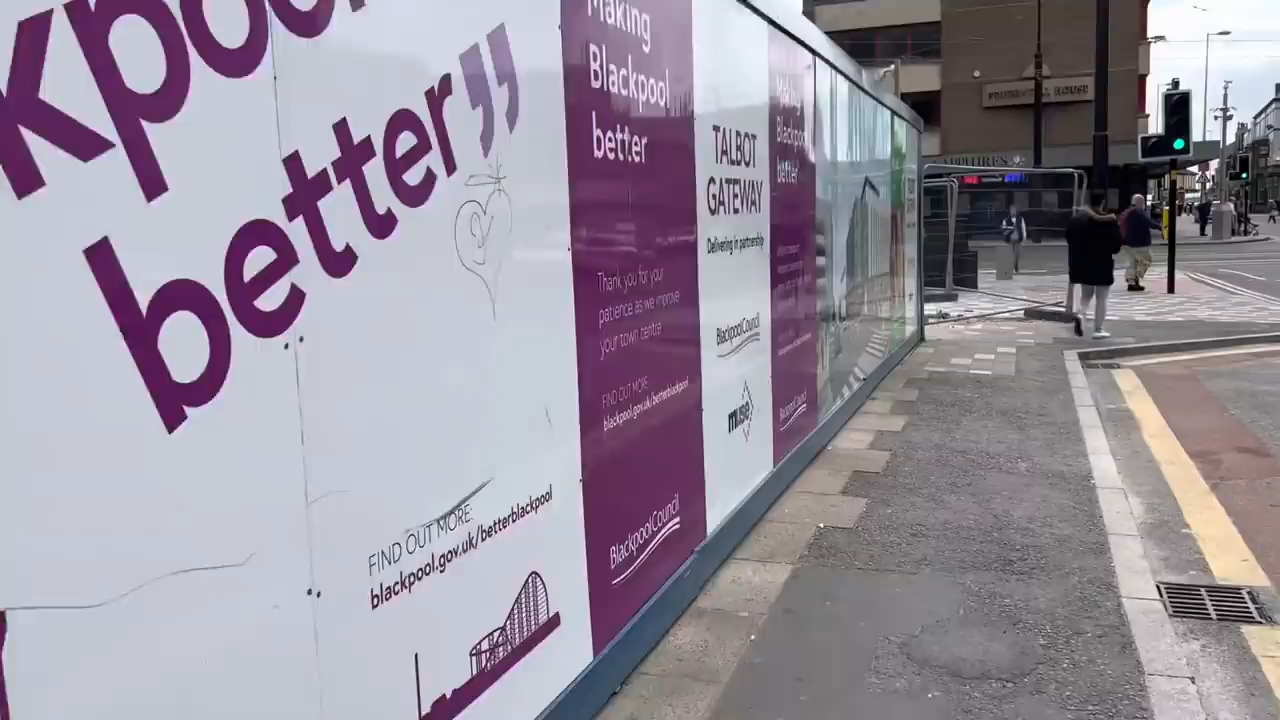 better”
FIND OUT MORE:
blackpool.gov.uk/betterblackpool
Making
Blackpool
better
Thank you for your
patience as we improve
your town centre
FIND OUT MORE
blackpool.gov.uk/betterblackpool
BlackpoolCouncil
TALBOT
GATEWAY
Delivering in partnership
BlackpoolCouncil
muse
Making
Blackpool
better
BlackpoolCouncil
PRUDENTIAL HOUSE